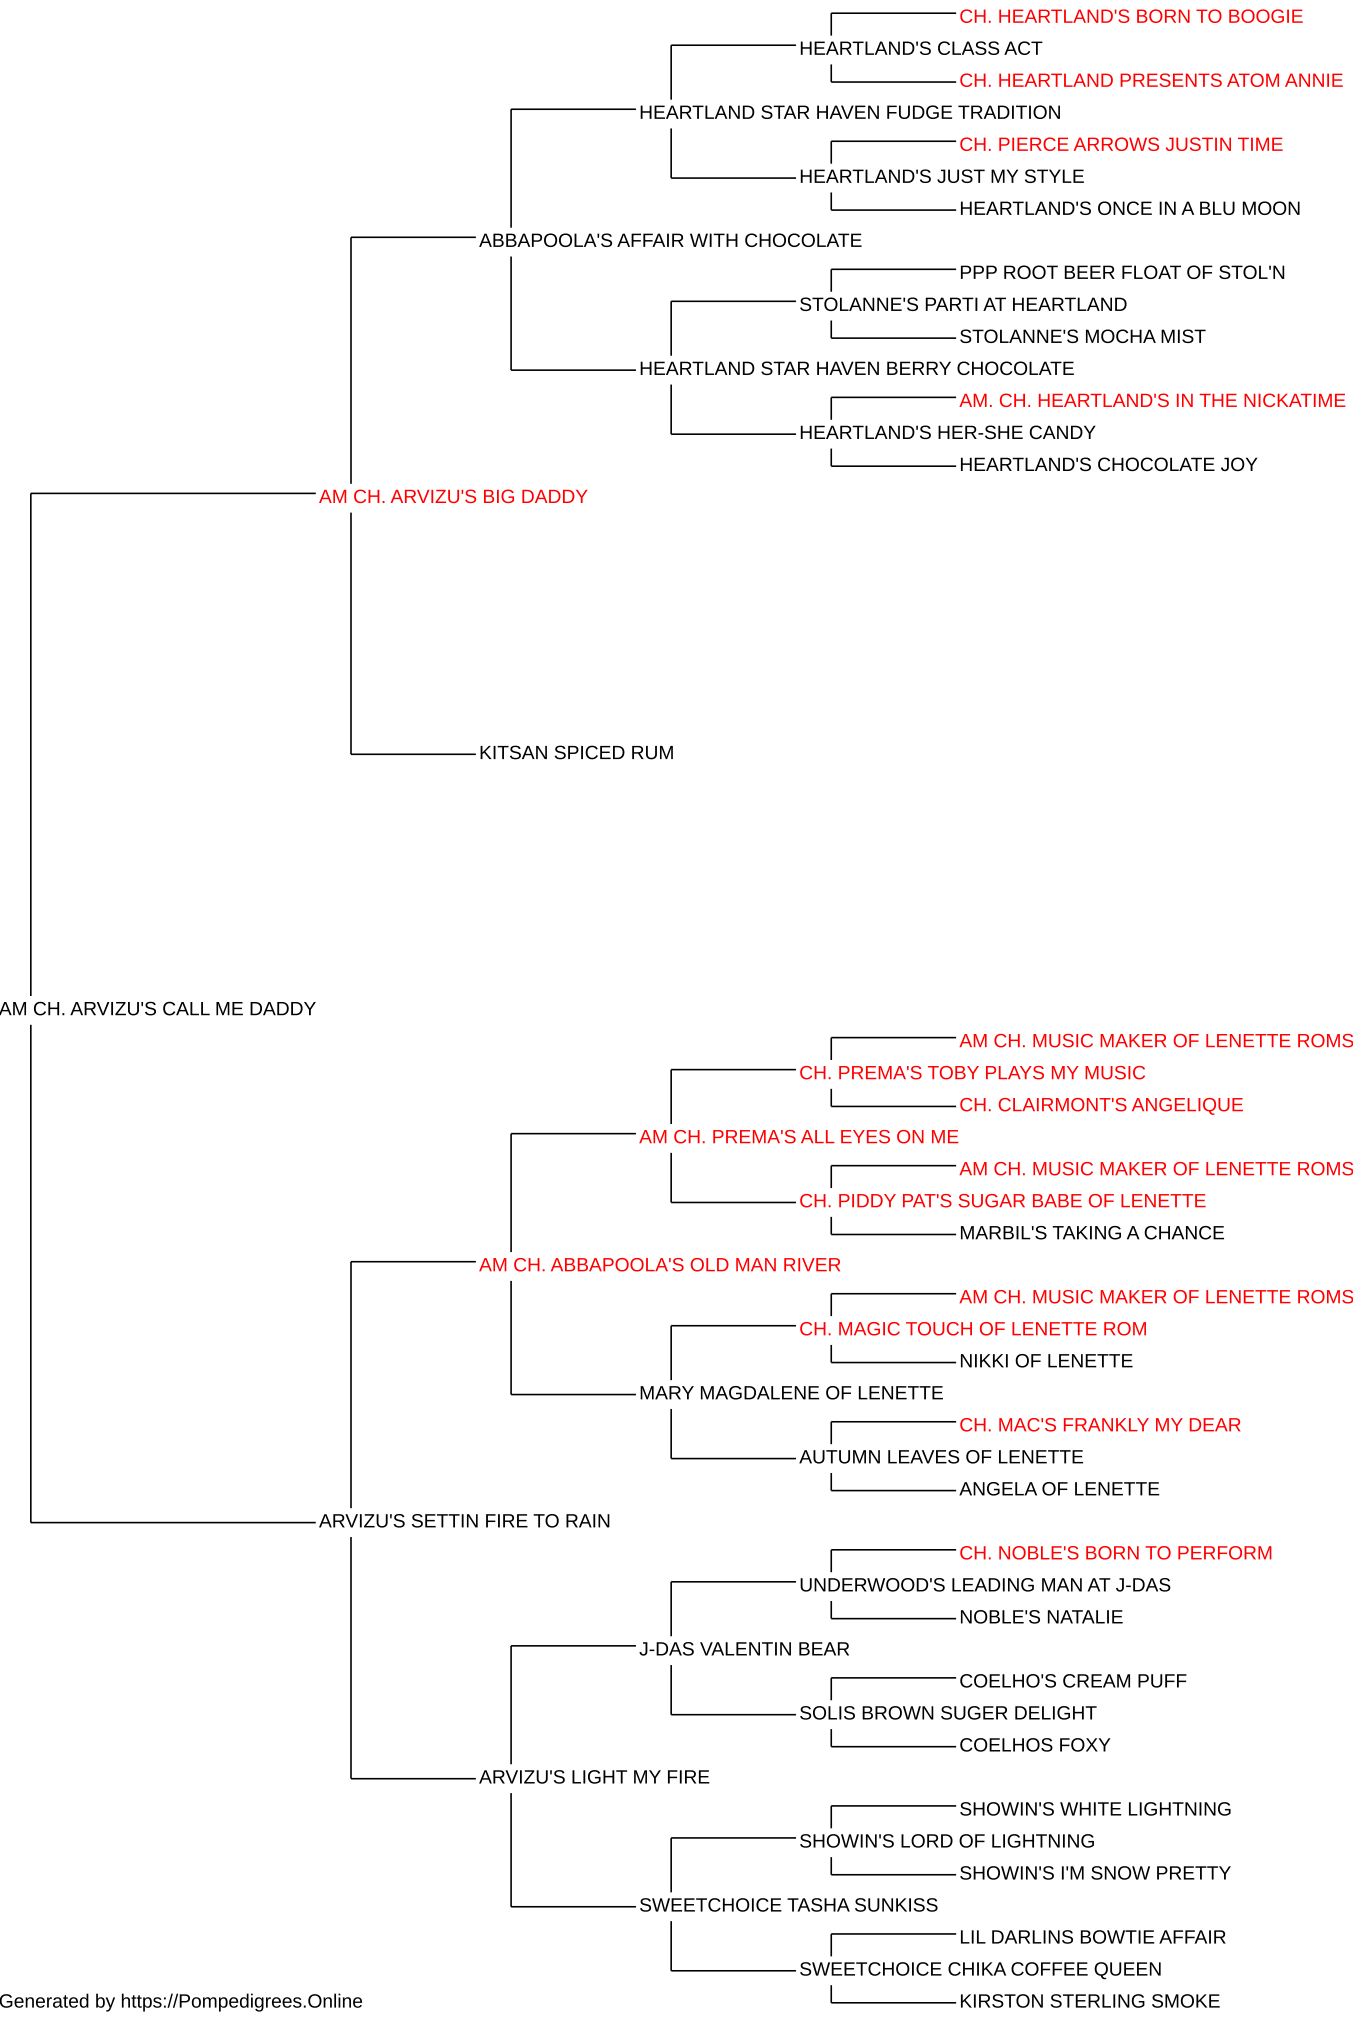 CH. HEARTLAND'S BORN TO BOOGIE
HEARTLAND'S CLASS ACT
CH. HEARTLAND PRESENTS ATOM ANNIE
HEARTLAND STAR HAVEN FUDGE TRADITION
CH. PIERCE ARROWS JUSTIN TIME
HEARTLAND'S JUST MY STYLE
HEARTLAND'S ONCE IN A BLU MOON
ABBAPOOLA'S AFFAIR WITH CHOCOLATE
PPP ROOT BEER FLOAT OF STOL'N
STOLANNE'S PARTI AT HEARTLAND
STOLANNE'S MOCHA MIST
HEARTLAND STAR HAVEN BERRY CHOCOLATE
AM. CH. HEARTLAND'S IN THE NICKATIME
HEARTLAND'S HER-SHE CANDY
HEARTLAND'S CHOCOLATE JOY
AM CH. ARVIZU'S BIG DADDY
KITSAN SPICED RUM
AM CH. ARVIZU'S CALL ME DADDY
AM CH. MUSIC MAKER OF LENETTE ROMS
CH. PREMA'S TOBY PLAYS MY MUSIC
CH. CLAIRMONT'S ANGELIQUE
AM CH. PREMA'S ALL EYES ON ME
AM CH. MUSIC MAKER OF LENETTE ROMS
CH. PIDDY PAT'S SUGAR BABE OF LENETTE
MARBIL'S TAKING A CHANCE
AM CH. ABBAPOOLA'S OLD MAN RIVER
AM CH. MUSIC MAKER OF LENETTE ROMS
CH. MAGIC TOUCH OF LENETTE ROM
NIKKI OF LENETTE
MARY MAGDALENE OF LENETTE
CH. MAC'S FRANKLY MY DEAR
AUTUMN LEAVES OF LENETTE
ANGELA OF LENETTE
ARVIZU'S SETTIN FIRE TO RAIN
CH. NOBLE'S BORN TO PERFORM
UNDERWOOD'S LEADING MAN AT J-DAS
NOBLE'S NATALIE
J-DAS VALENTIN BEAR
COELHO'S CREAM PUFF
SOLIS BROWN SUGER DELIGHT
COELHOS FOXY
ARVIZU'S LIGHT MY FIRE
SHOWIN'S WHITE LIGHTNING
SHOWIN'S LORD OF LIGHTNING
SHOWIN'S I'M SNOW PRETTY
SWEETCHOICE TASHA SUNKISS
LIL DARLINS BOWTIE AFFAIR
SWEETCHOICE CHIKA COFFEE QUEEN
KIRSTON STERLING SMOKE
Generated by https://Pompedigrees.Online